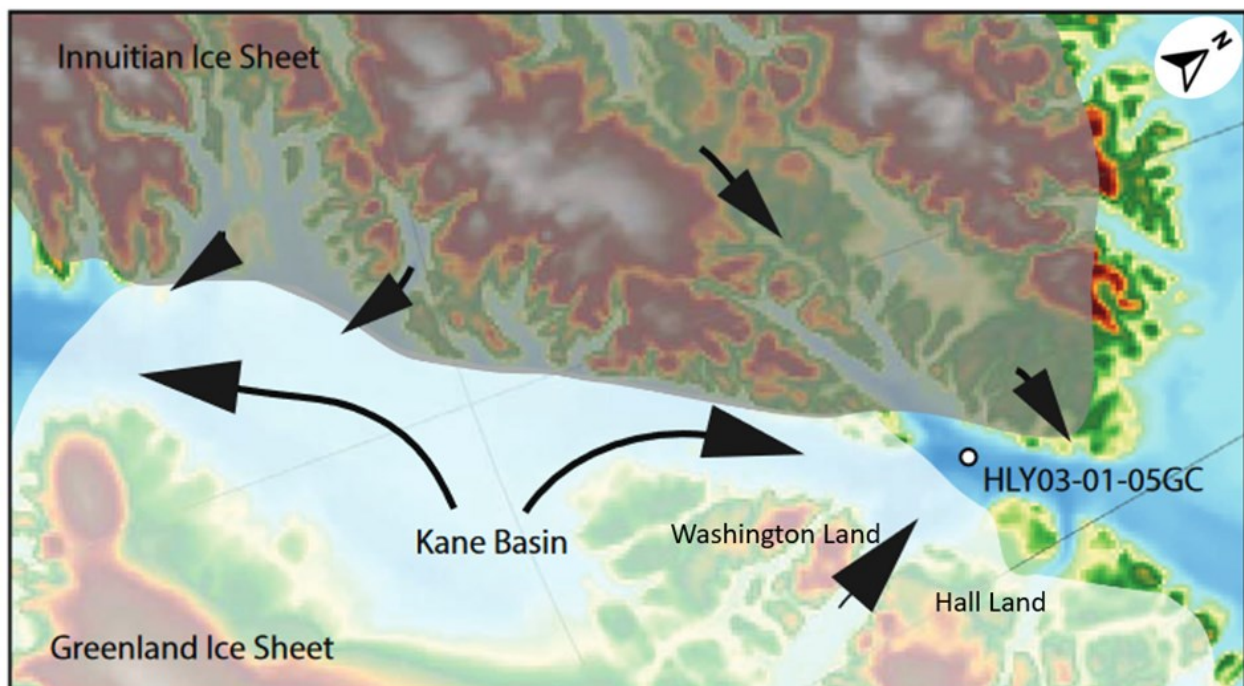 Innuitian Ice Sheet
N
HLY03-01-05GC
Washington Land
Kane Basin
Hall Land
Greenland Ice Sheet